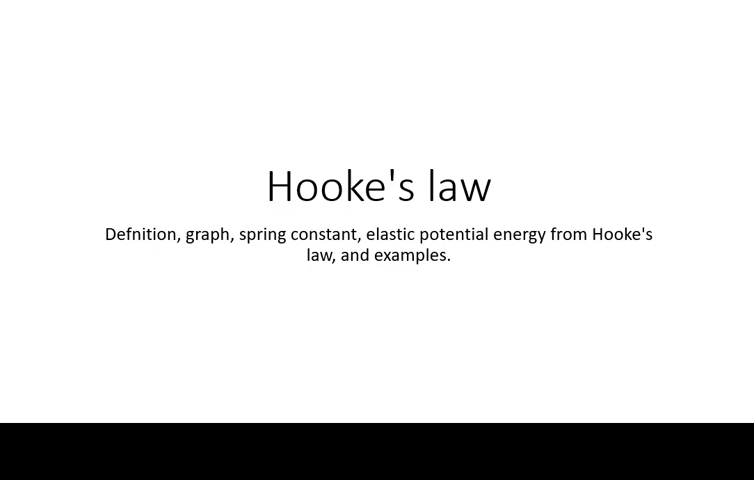 Hooke's law
Defnition, graph, spring constant, elastic potential energy from Hooke's
law, and examples.